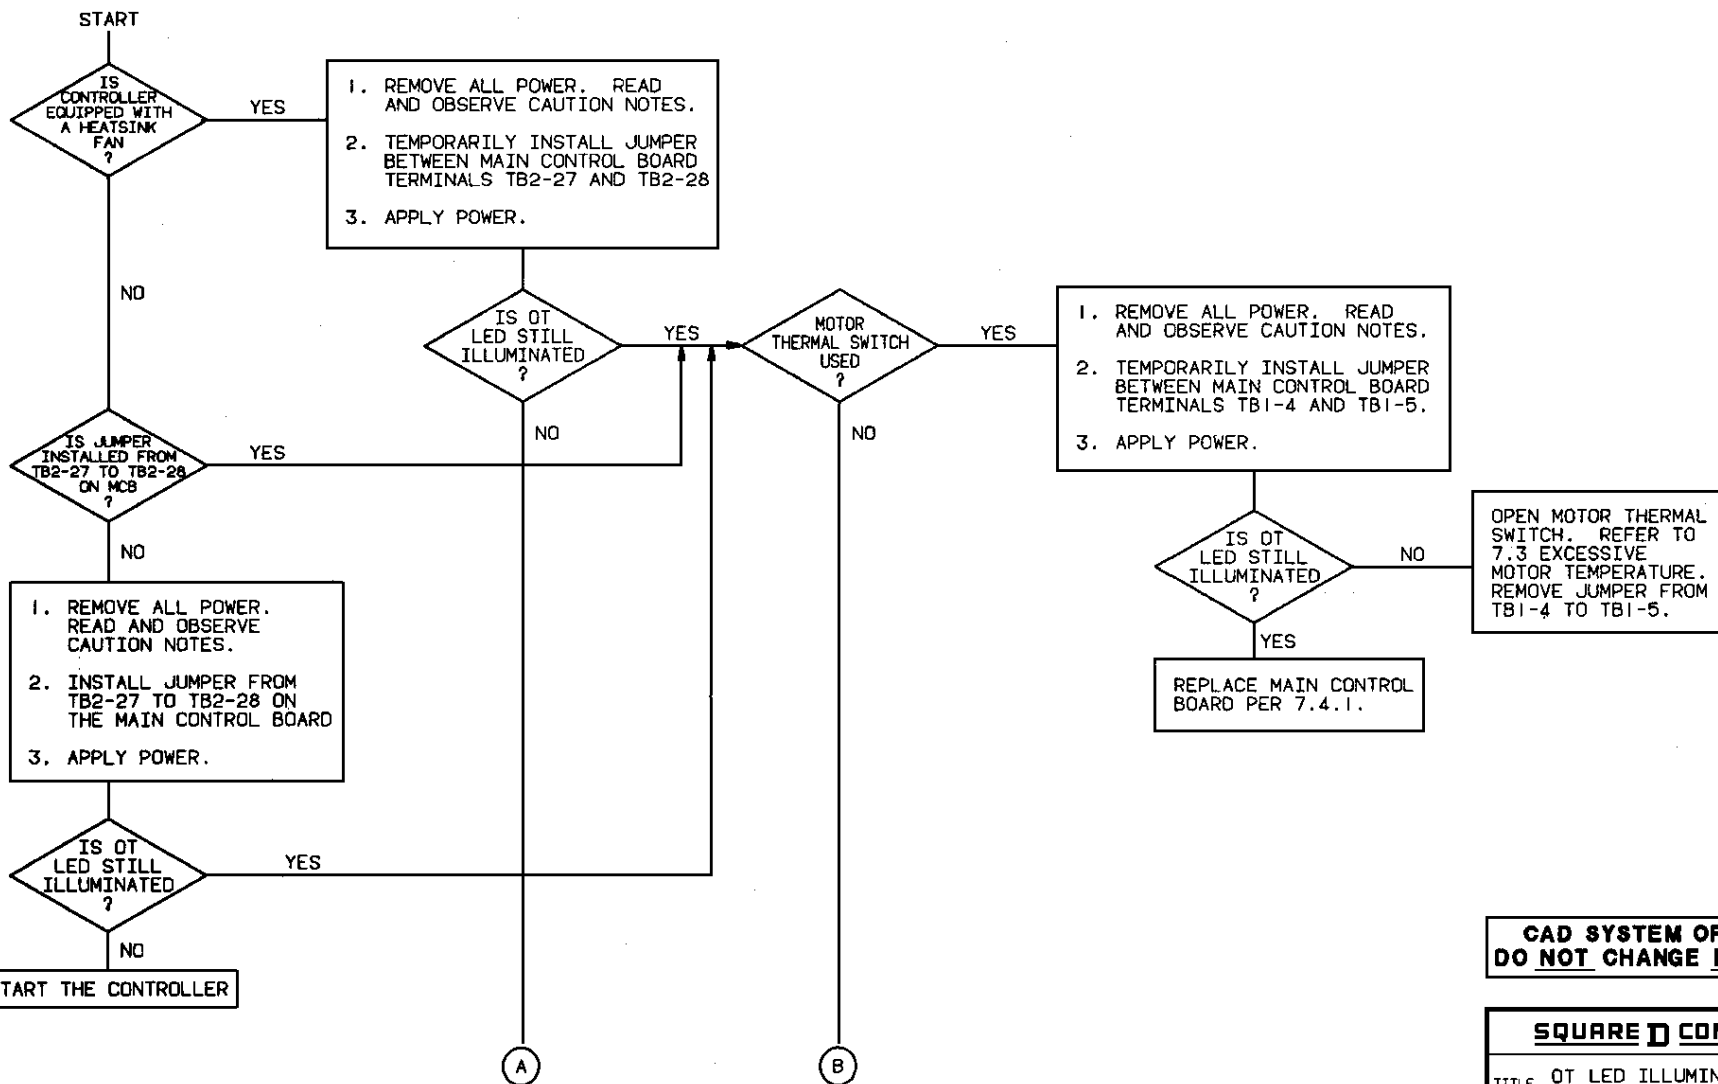 START
IS
CONTROLLER
EQUIPPED WITH
A HEATSINK
FAN
?
YES
1. REMOVE ALL POWER. READ
AND OBSERVE CAUTION NOTES.
2. TEMPORARILY INSTALL JUMPER
BETWEEN MAIN CONTROL BOARD
TERMINALS TB2-27 AND TB2-28
3. APPLY POWER.
NO
IS OT
LED STILL
ILLUMINATED
?
YES
NO
MOTOR
THERMAL SWITCH
USED
?
YES
NO
1. REMOVE ALL POWER. READ
AND OBSERVE CAUTION NOTES.
2. TEMPORARILY INSTALL JUMPER
BETWEEN MAIN CONTROL BOARD
TERMINALS TB1-4 AND TB1-5.
3. APPLY POWER.
IS JUMPER
INSTALLED FROM
TB2-27 TO TB2-28
ON MCB
?
YES
NO
IS OT
LED STILL
ILLUMINATED
?
NO
YES
OPEN MOTOR THERMAL
SWITCH. REFER TO
7.3 EXCESSIVE
MOTOR TEMPERATURE.
REMOVE JUMPER FROM
TB1-4 TO TB1-5.
REPLACE MAIN CONTROL
BOARD PER 7.4.1.
1. REMOVE ALL POWER.
READ AND OBSERVE
CAUTION NOTES.
2. INSTALL JUMPER FROM
TB2-27 TO TB2-28 ON
THE MAIN CONTROL BOARD
3. APPLY POWER.
IS OT
LED STILL
ILLUMINATED
?
YES
NO
TART THE CONTROLLER
A
B
CAD SYSTEM
DO NOT CHANGE
SQUARE D
TITLE OT LED